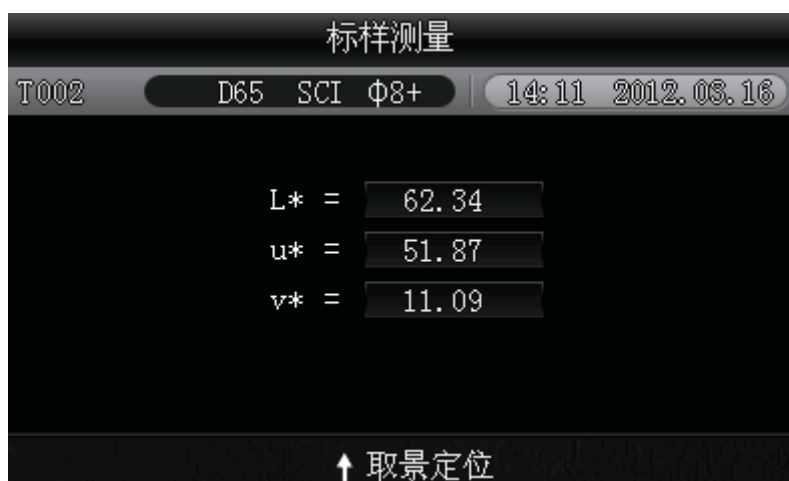 标样测量
T002 D65 SCI Φ8+ 14:11 2012.03.16
L* = 62.34
u* = 51.87
v* = 11.09
↑ 取景定位